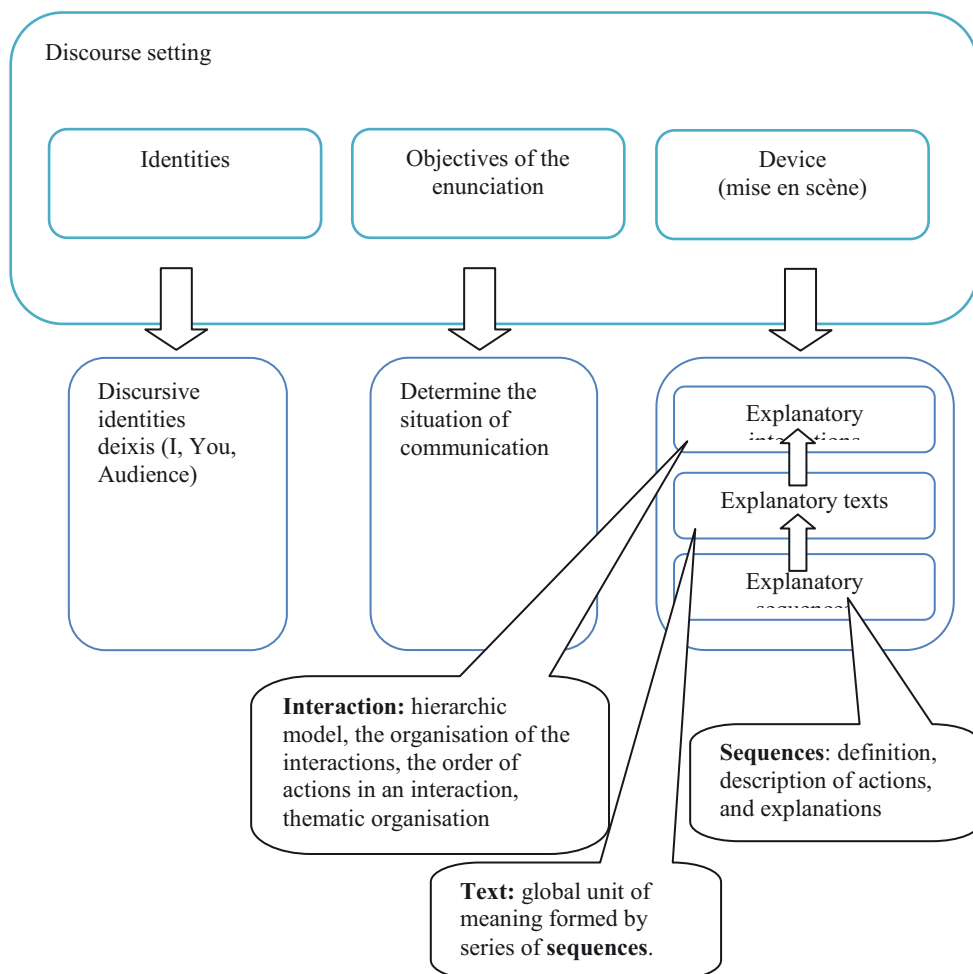 Discourse setting
Identities
Objectives of the
enunciation
Device
(mise en scène)
Discursive
identities
deixis (I, You,
Audience)
Determine the
situation of
communication
Explanatory
Explanatory texts
Explanatory
Interaction: hierarchic
model, the organisation of the
interactions, the order of
actions in an interaction,
thematic organisation
Sequences: definition,
description of actions,
and explanations
Text: global unit of
meaning formed by
series of sequences.